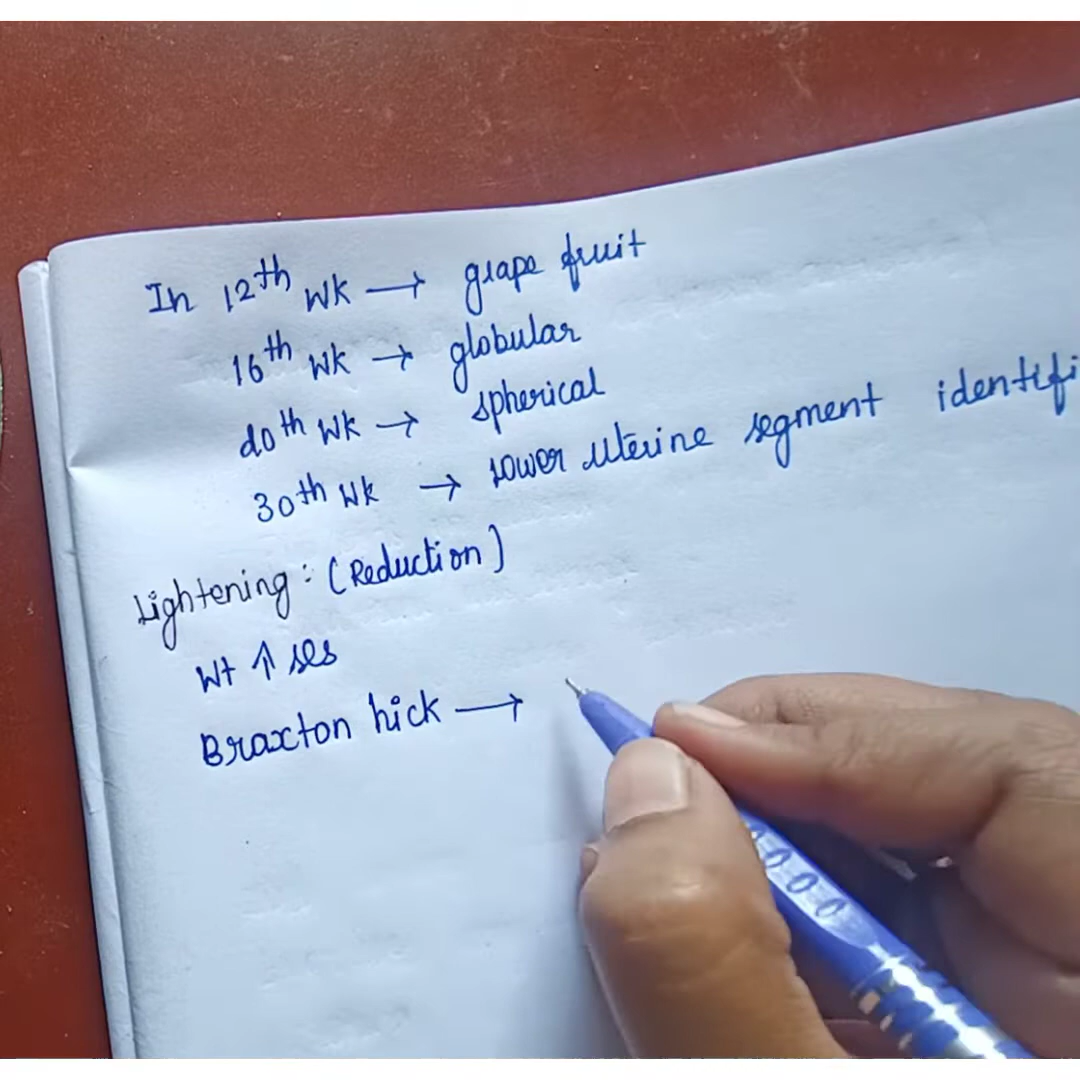 In 12th wk → grape fruit
16th wk → globular
20th wk → spherical
30th wk → Lower uterine segment identifi
Lightening: (Reduction)
Wt ↑ses
Braxton hick →